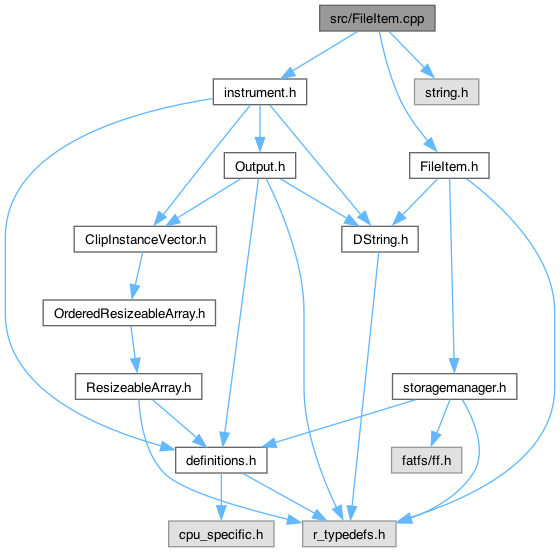 src/FileItem.cpp
instrument.h
string.h
Output.h
FileItem.h
ClipInstanceVector.h
DString.h
OrderedResizeableArray.h
ResizeableArray.h
storagemanager.h
definitions.h
fatfs/ff.h
cpu_specific.h
r_typedefs.h